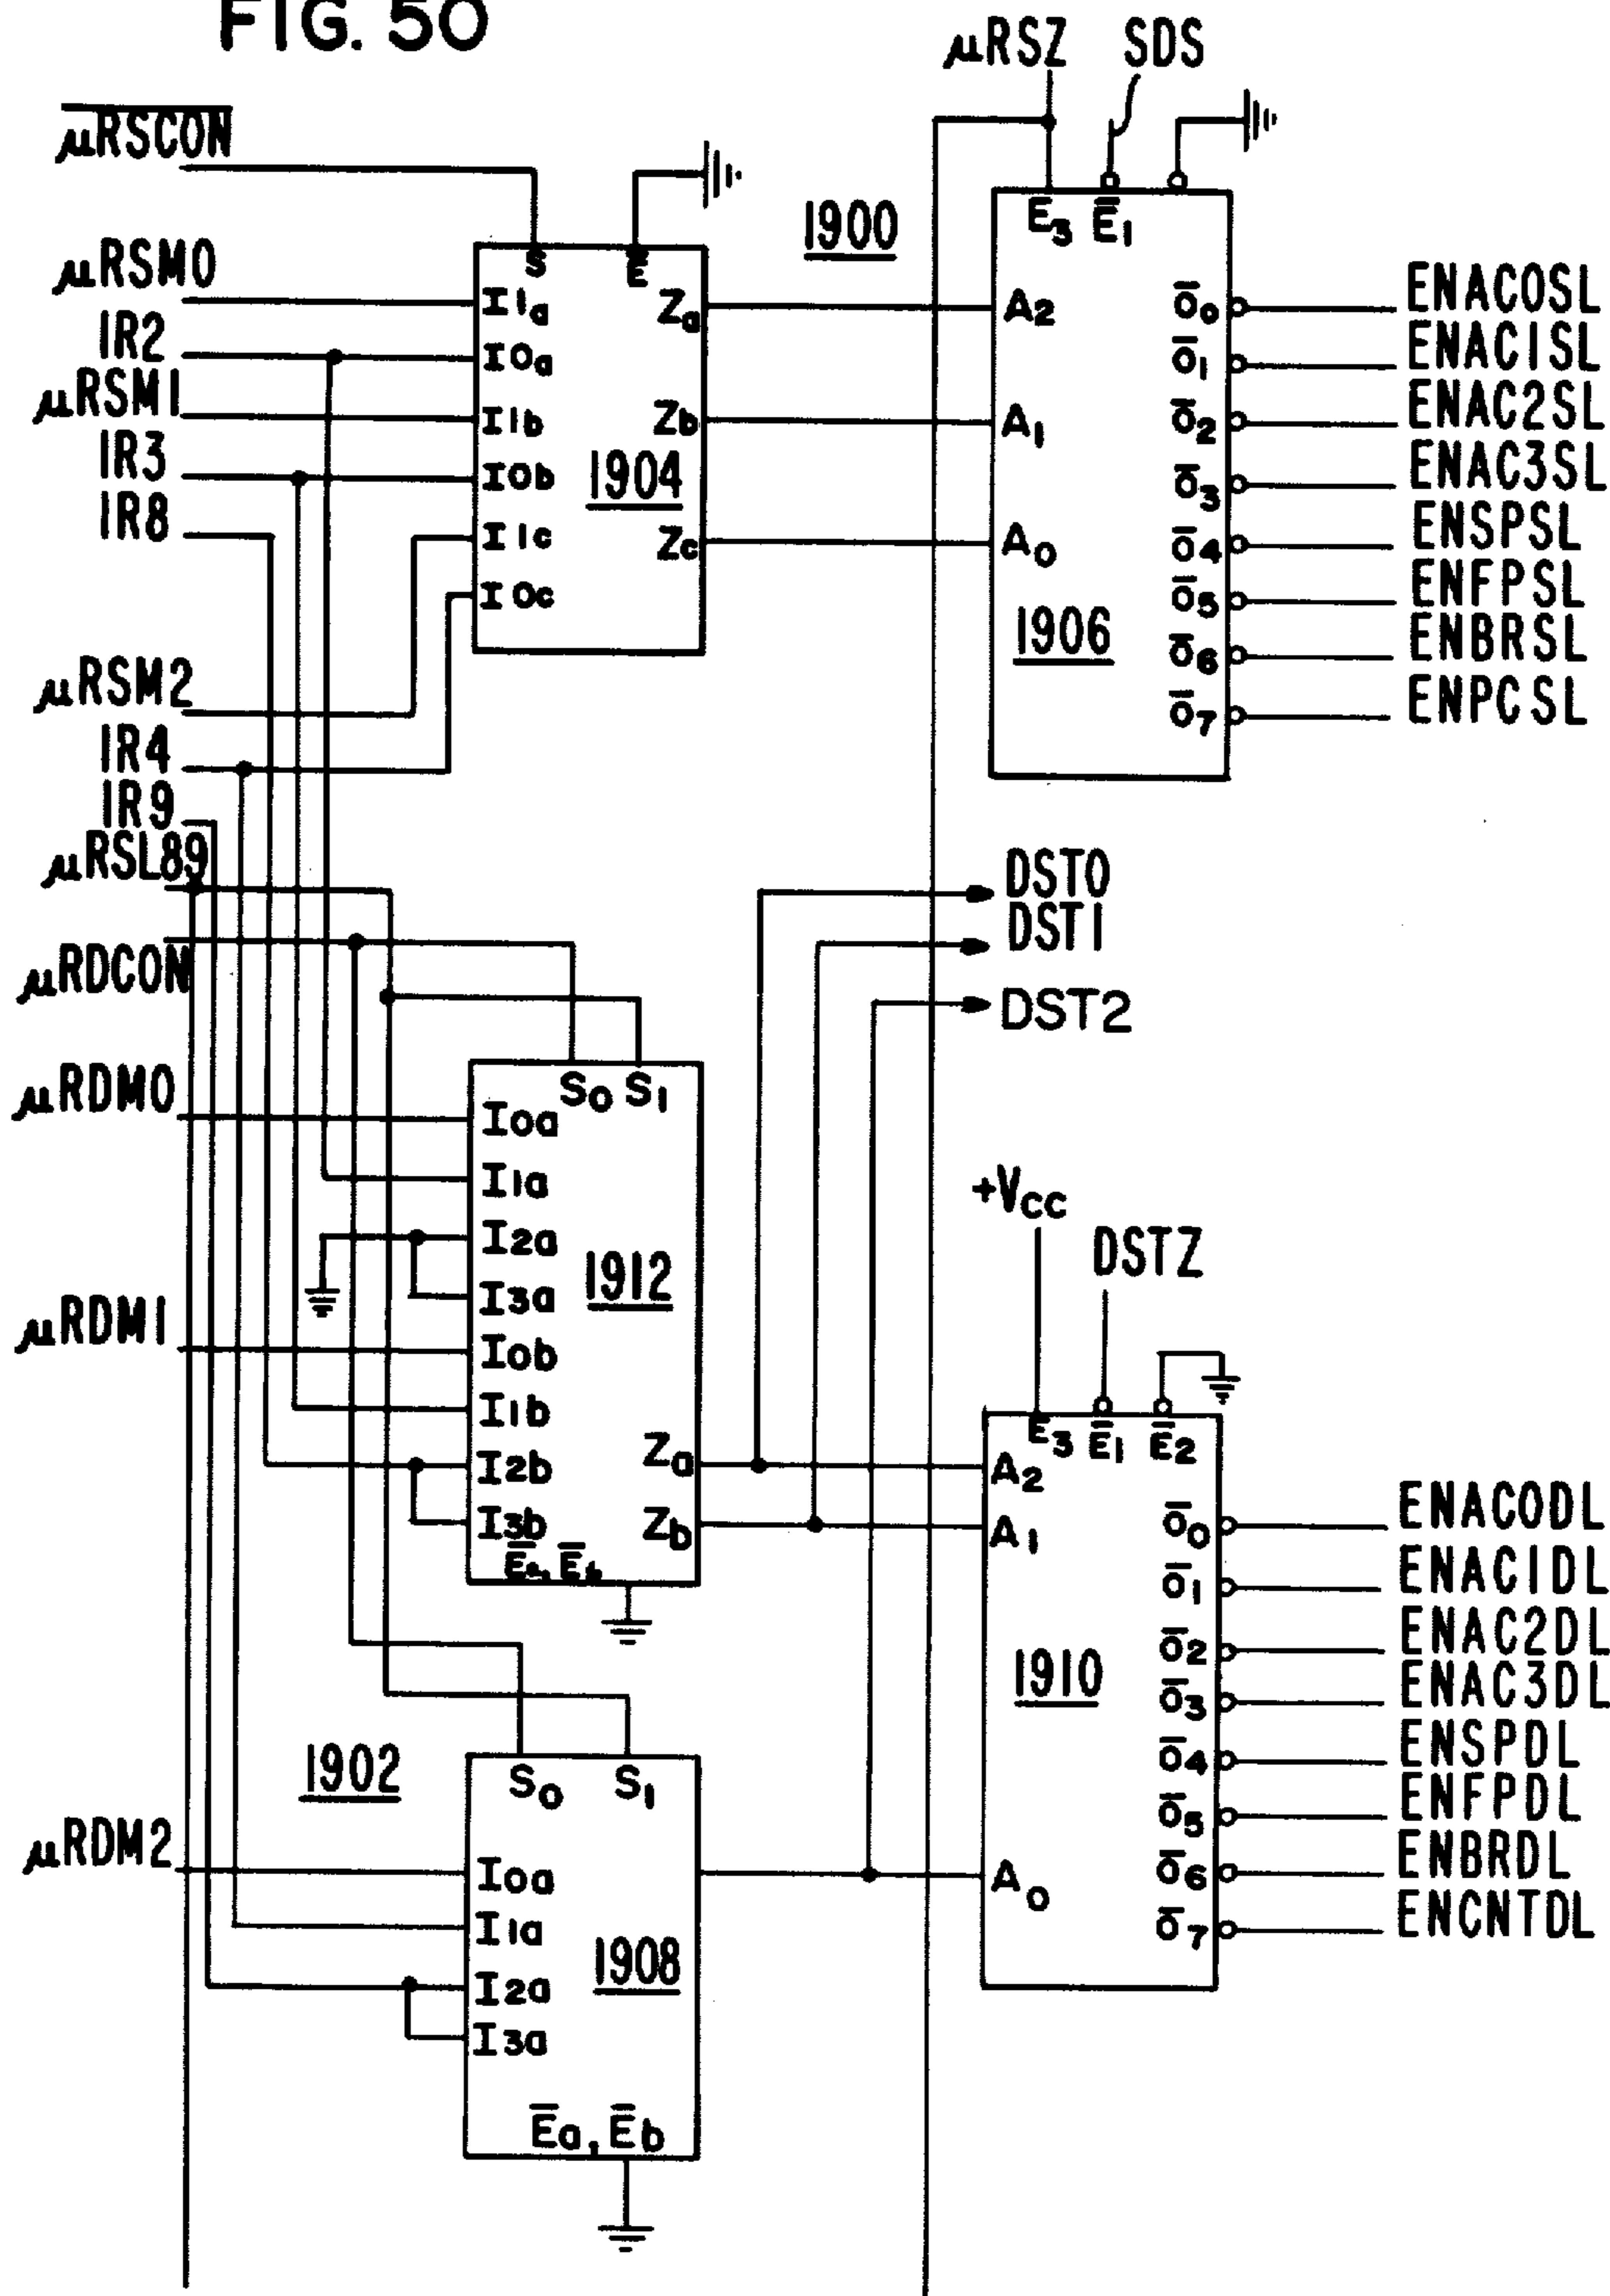 FIG. 50
μRSZ SDS
μRSCON
1900
S E
E3 E1
μRSM0
I1a Za
A2 O0 ENAC0SL
IR2
I0a
O1 ENAC1SL
μRSM1
I1b Zb
A1 O2 ENAC2SL
IR3
I0b 1904
O3 ENAC3SL
IR8
I1c Zc
A0 O4 ENSPSL
I0c
O5 ENFPSL
1906
O6 ENBRSL
μRSM2
O7 ENPCSL
IR4
IR9
μRSL89
DST0
DST1
μRDCON
DST2
μRDM0
S0 S1
I0a
I1a
+VCC
I2a
DSTZ
1912
I3a
μRDM1
I0b
I1b
E3 E1 E2
I2b Za
A2
I3b Zb
A1 O0 ENAC0DL
Ea, Eb
O1 ENAC1DL
O2 ENAC2DL
1910
O3 ENAC3DL
1902
S0 S1
O4 ENSPDL
O5 ENFPDL
μRDM2
I0a
A0 O6 ENBRDL
I1a
O7 ENCNTDL
1908
I2a
I3a
Ea, Eb